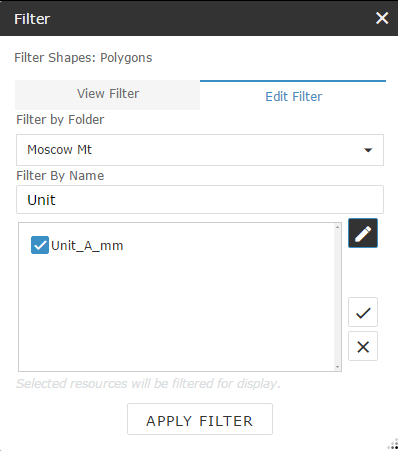 Filter
Filter Shapes: Polygons
View Filter
Edit Filter
Filter by Folder
Moscow Mt
Filter By Name
Unit
Unit_A_mm
Selected resources will be filtered for display.
APPLY FILTER